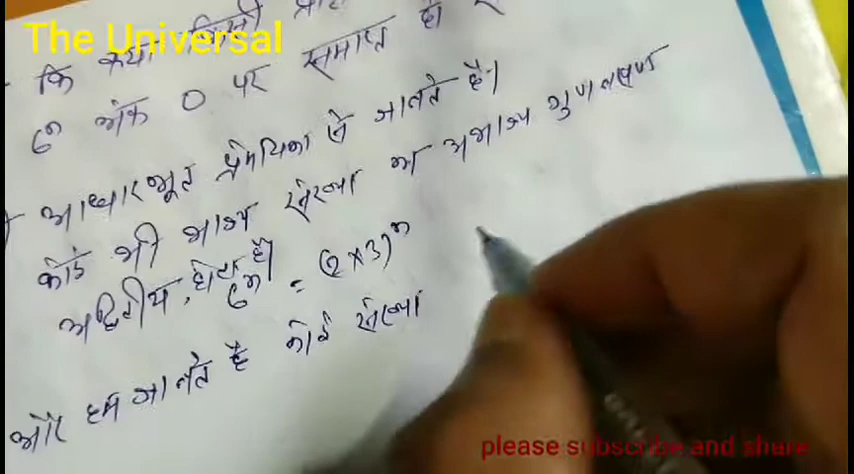 The Universal
कि क्या किसी
6ⁿ अंक 0 पर समाप्त हो
आधारभूत प्रमेयिका से जानते है।
कोई भी भाज्य संख्या का अभाज्य गुणनखण्ड
अद्वितीय होता है।
6ⁿ = (2×3)ⁿ
और हम जानते है कोई संख्या
please subscribe and share